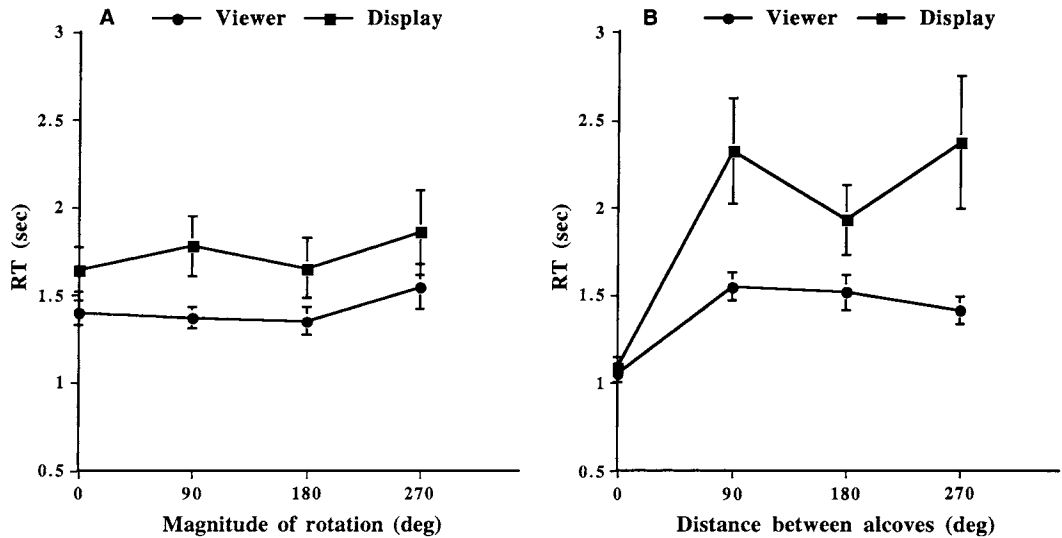 A
Viewer Display
3
2.5
2
1.5
1
0.5
RT (sec)
0 90 180 270
Magnitude of rotation (deg)
B
Viewer Display
3
2.5
2
1.5
1
0.5
RT (sec)
0 90 180 270
Distance between alcoves (deg)